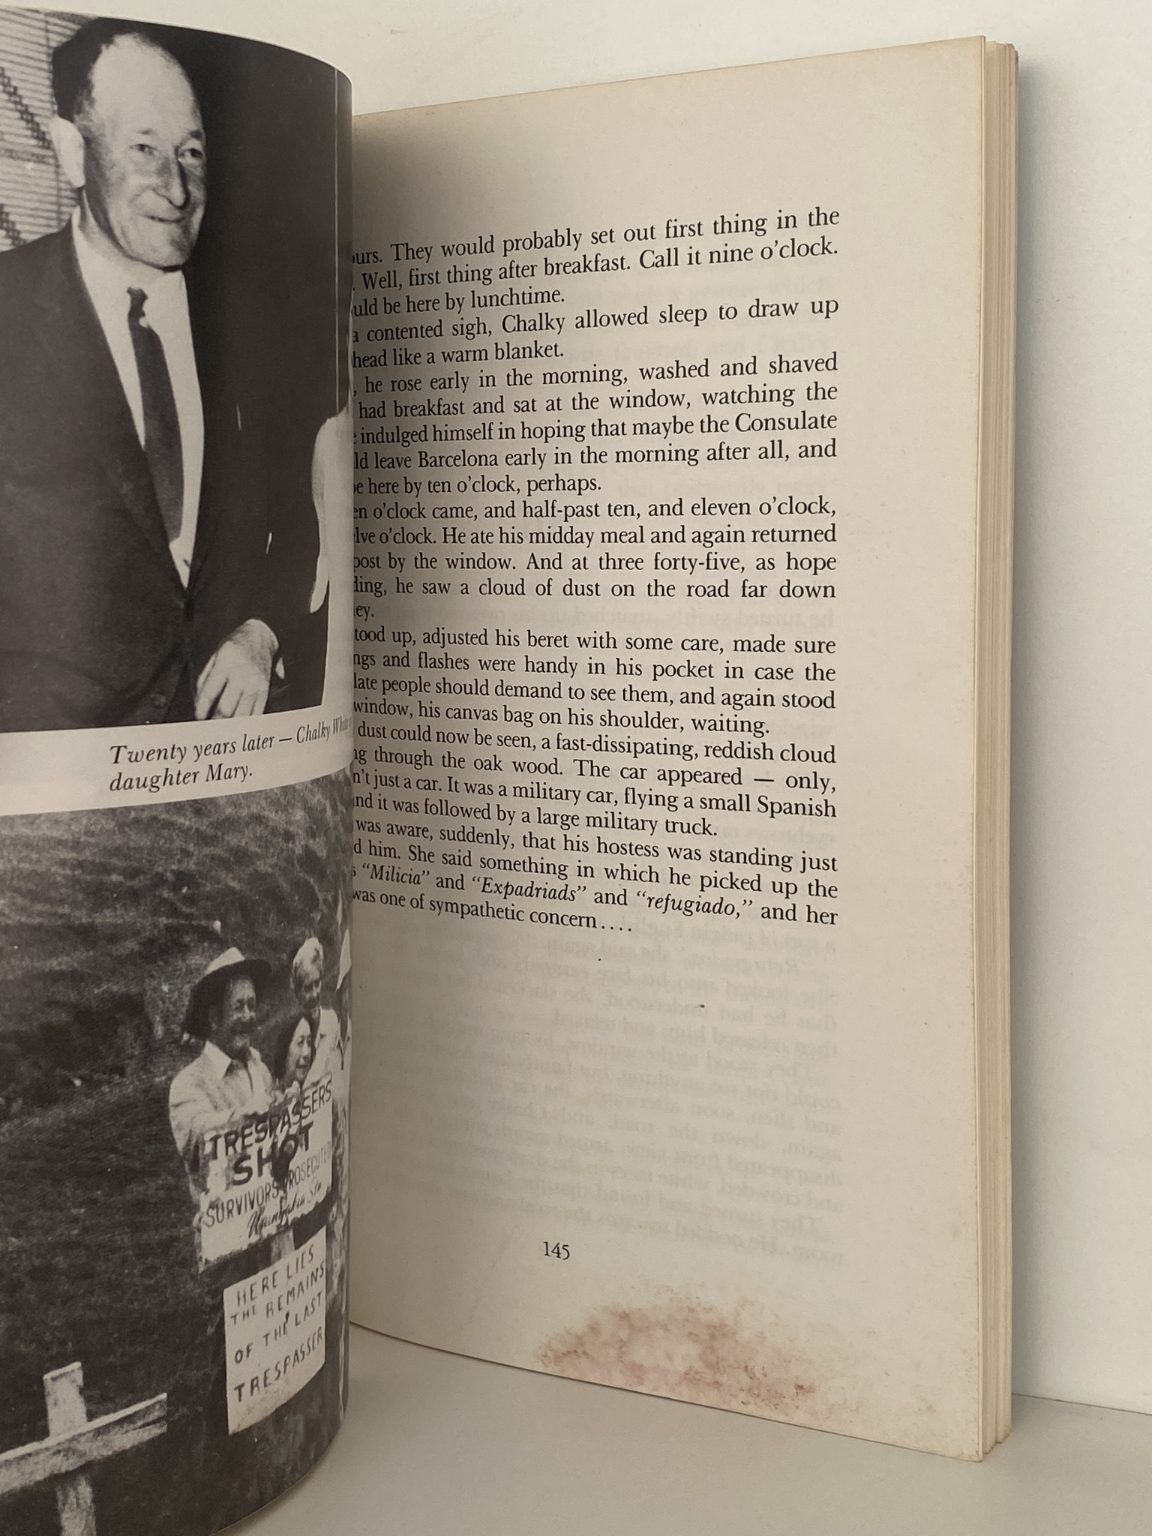 Twenty years later — Chalky White
daughter Mary.
TRESPASSERS
SHOT
SURVIVORS PROSECUTED
HERE LIES
THE REMAINS
OF THE LAST
TRESPASSER
ours. They would probably set out first thing in the
. Well, first thing after breakfast. Call it nine o'clock.
uld be here by lunchtime.
a contented sigh, Chalky allowed sleep to draw up
head like a warm blanket.
, he rose early in the morning, washed and shaved
had breakfast and sat at the window, watching the
e indulged himself in hoping that maybe the Consulate
ld leave Barcelona early in the morning after all, and
be here by ten o'clock, perhaps.
en o'clock came, and half-past ten, and eleven o'clock,
lve o'clock. He ate his midday meal and again returned
post by the window. And at three forty-five, as hope
ding, he saw a cloud of dust on the road far down
ey.
tood up, adjusted his beret with some care, made sure
ngs and flashes were handy in his pocket in case the
late people should demand to see them, and again stood
window, his canvas bag on his shoulder, waiting.
dust could now be seen, a fast-dissipating, reddish cloud
ng through the oak wood. The car appeared — only,
n't just a car. It was a military car, flying a small Spanish
and it was followed by a large military truck.
was aware, suddenly, that his hostess was standing just
d him. She said something in which he picked up the
s "Milicia" and "Expadriads" and "refugiado," and her
was one of sympathetic concern....
145